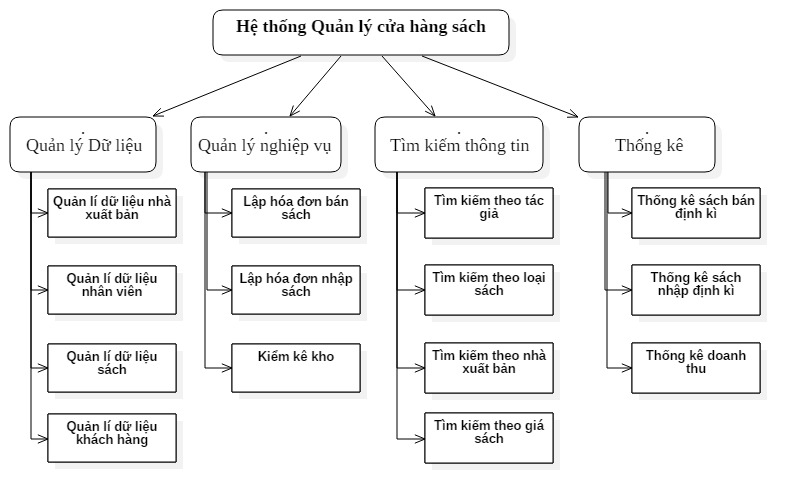 Hệ thống Quản lý cửa hàng sách
Quản lý Dữ liệu
Quản lí dữ liệu nhà
xuất bản
Quản lí dữ liệu
nhân viên
Quản lí dữ liệu
sách
Quản lí dữ liệu
khách hàng
Quản lý nghiệp vụ
Lập hóa đơn bán
sách
Lập hóa đơn nhập
sách
Kiểm kê kho
Tìm kiếm thông tin
Tìm kiếm theo tác
giả
Tìm kiếm theo loại
sách
Tìm kiếm theo nhà
xuất bản
Tìm kiếm theo giá
sách
Thống kê
Thống kê sách bán
định kì
Thống kê sách
nhập định kì
Thống kê doanh
thu